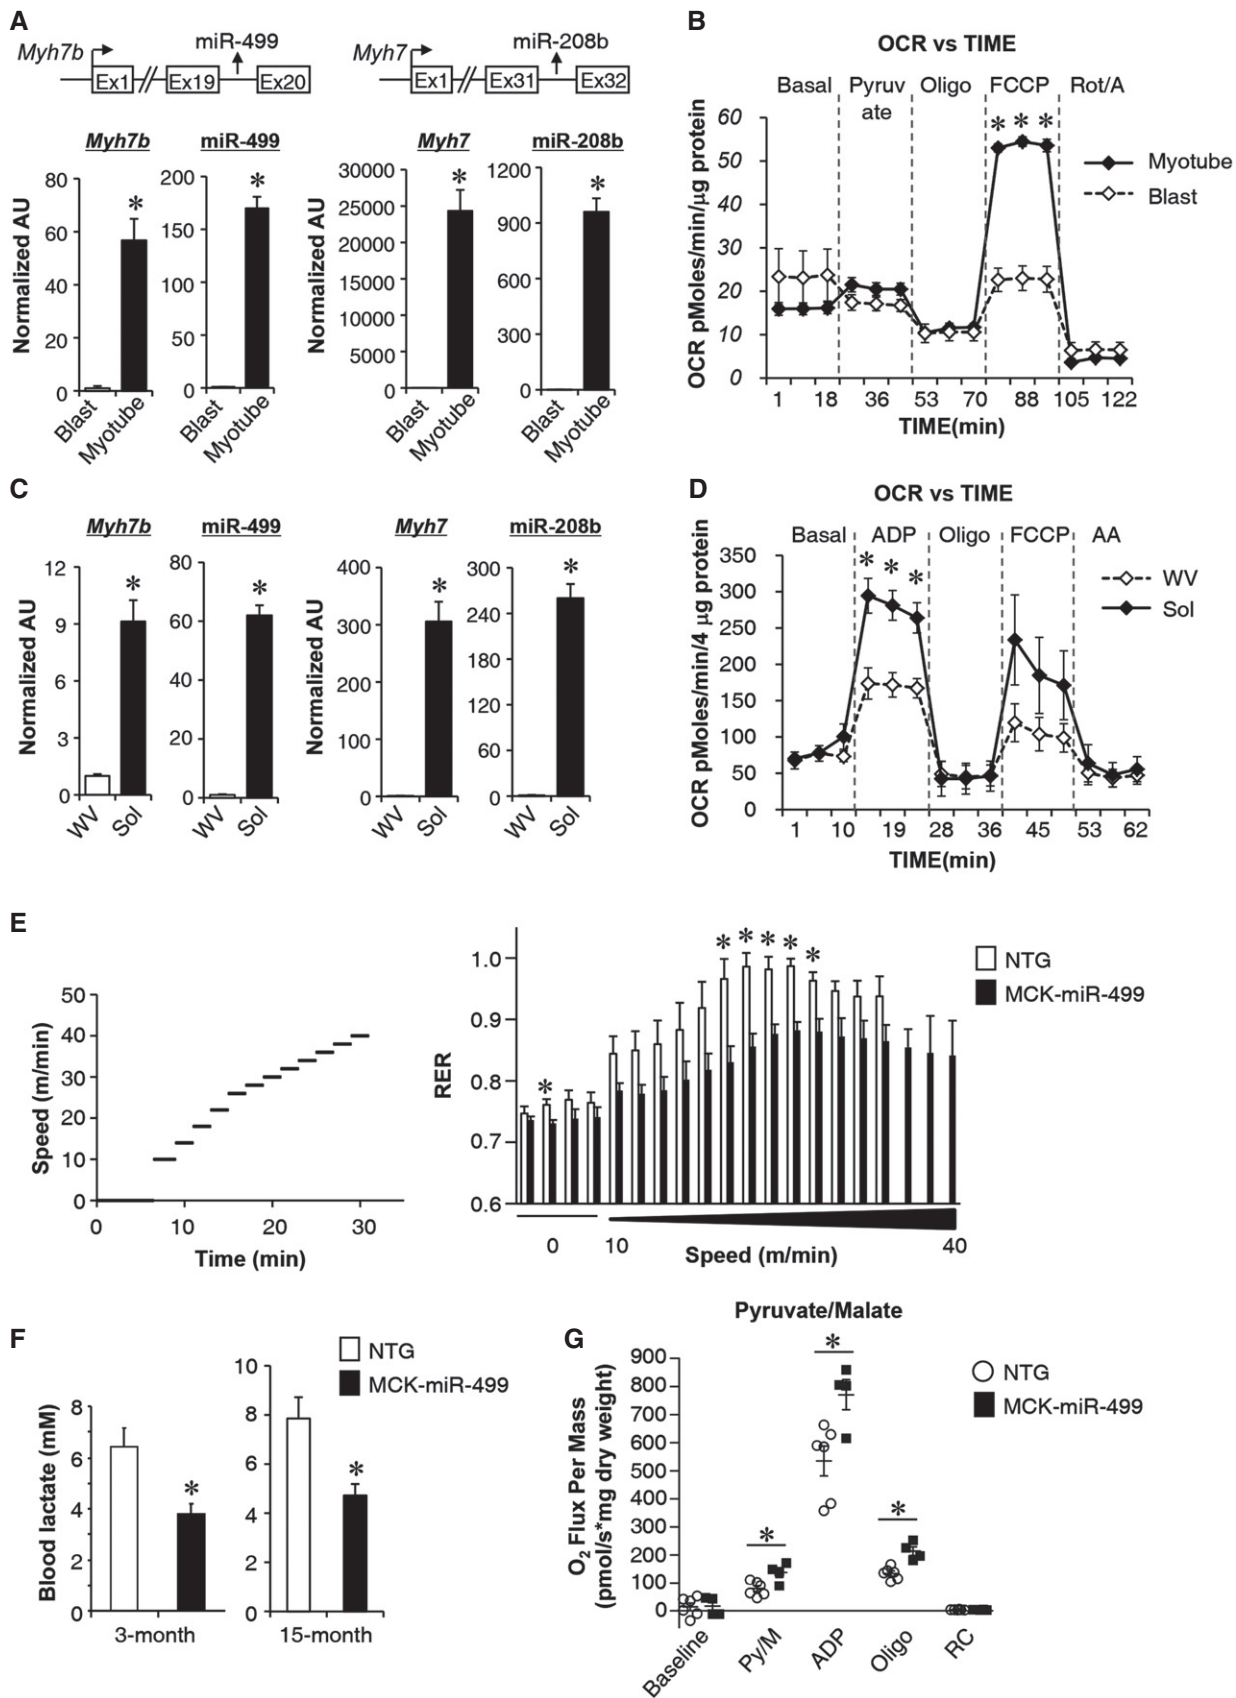 A
Myh7b
miR-499
Ex1
Ex19
Ex20
Myh7
miR-208b
Ex1
Ex31
Ex32
Myh7b
miR-499
Myh7
miR-208b
Normalized AU
80
60
40
20
0
Blast
Myotube
200
150
100
50
0
Blast
Myotube
Normalized AU
30000
25000
20000
15000
10000
5000
0
Blast
Myotube
1200
900
600
300
0
Blast
Myotube
*
*
*
*
B
OCR vs TIME
Basal
Pyruv
ate
Oligo
FCCP
Rot/A
OCR pMoles/min/µg protein
60
50
40
30
20
10
0
* * *
Myotube
Blast
1 18 36 53 70 88 105 122
TIME(min)
C
Myh7b
miR-499
Myh7
miR-208b
Normalized AU
12
9
6
3
0
WV
Sol
80
60
40
20
0
WV
Sol
Normalized AU
400
300
200
100
0
WV
Sol
300
240
180
120
60
0
WV
Sol
*
*
*
*
D
OCR vs TIME
Basal
ADP
Oligo
FCCP
AA
OCR pMoles/min/4 µg protein
350
300
250
200
150
100
50
0
* * *
WV
Sol
1 10 19 28 36 45 53 62
TIME(min)
E
Speed (m/min)
50
40
30
20
10
0
0 10 20 30
Time (min)
RER
1.0
0.9
0.8
0.7
0.6
*
* * * * *
NTG
MCK-miR-499
0 10 Speed (m/min) 40
F
NTG
MCK-miR-499
Blood lactate (mM)
8
6
4
2
0
*
3-month
10
8
6
4
2
0
*
15-month
G
Pyruvate/Malate
O2 Flux Per Mass
(pmol/s*mg dry weight)
900
800
700
600
500
400
300
200
100
0
*
*
*
NTG
MCK-miR-499
Baseline
Py/M
ADP
Oligo
RC